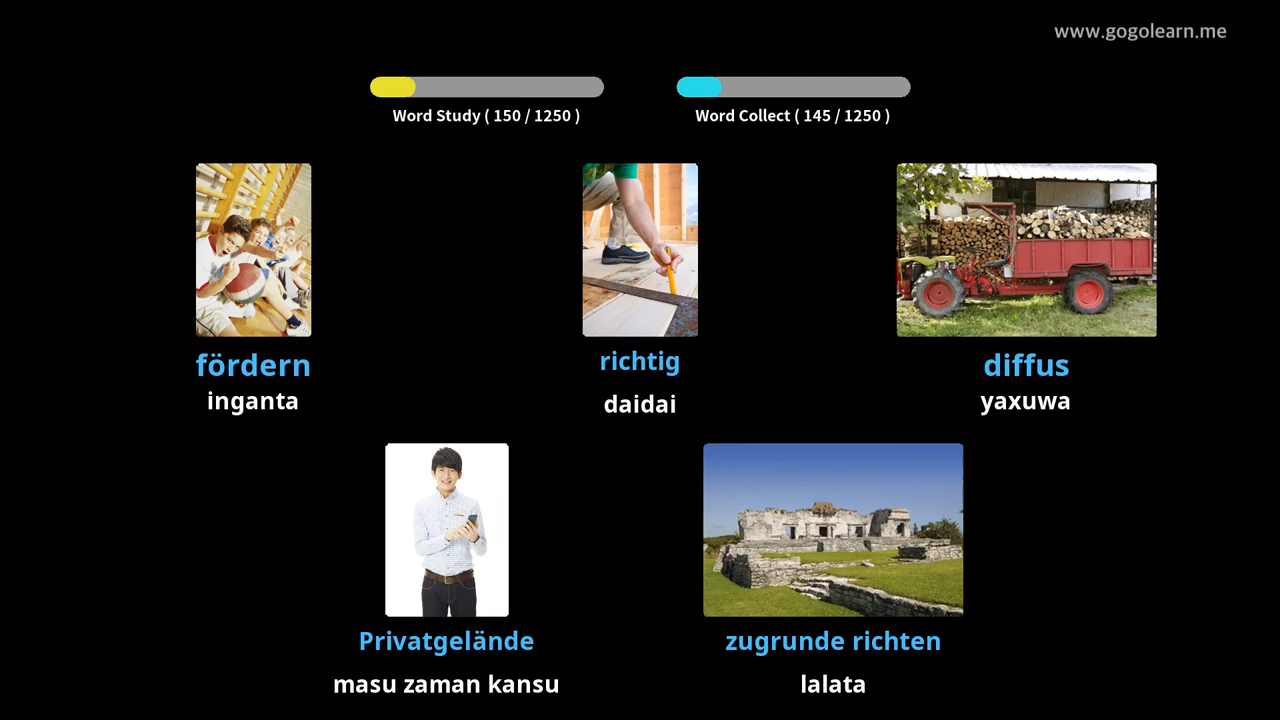 www.gogolearn.me
Word Study ( 150 / 1250 )
Word Collect ( 145 / 1250 )
fördern
inganta
richtig
daidai
diffus
yaxuwa
Privatgelände
masu zaman kansu
zugrunde richten
lalata